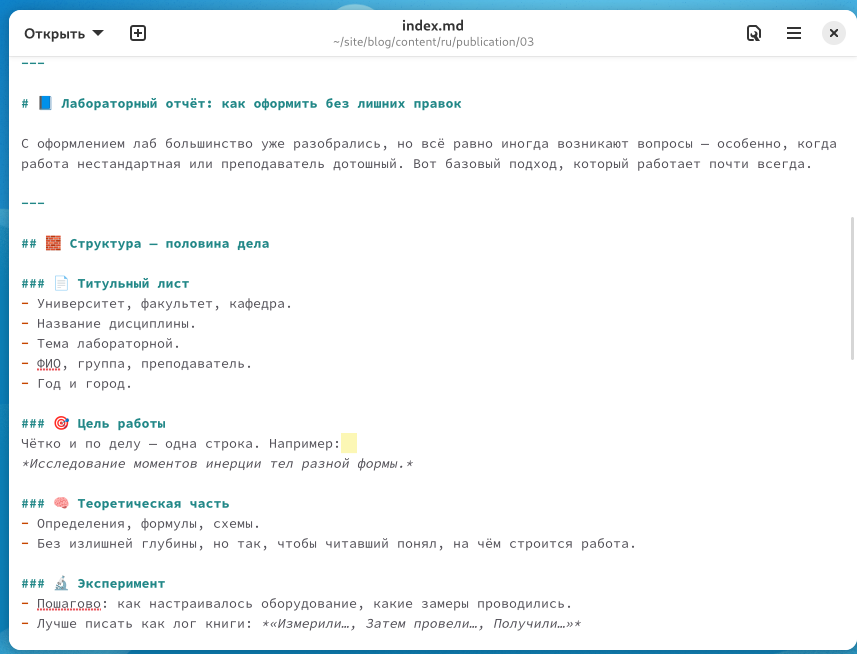 Открыть
index.md
~/site/blog/content/ru/publication/03
---
# 📘 Лабораторный отчёт: как оформить без лишних правок
С оформлением лаб большинство уже разобрались, но всё равно иногда возникают вопросы — особенно, когда
работа нестандартная или преподаватель дотошный. Вот базовый подход, который работает почти всегда.
---
## 🧱 Структура — половина дела
### 📄 Титульный лист
- Университет, факультет, кафедра.
- Название дисциплины.
- Тема лабораторной.
- ФИО, группа, преподаватель.
- Год и город.
### 🎯 Цель работы
Чётко и по делу — одна строка. Например:
*Исследование моментов инерции тел разной формы.*
### 🧠 Теоретическая часть
- Определения, формулы, схемы.
- Без излишней глубины, но так, чтобы читавший понял, на чём строится работа.
### 🔬 Эксперимент
- Пошагово: как настраивалось оборудование, какие замеры проводились.
- Лучше писать как лог книги: *«Измерили…, Затем провели…, Получили…»*